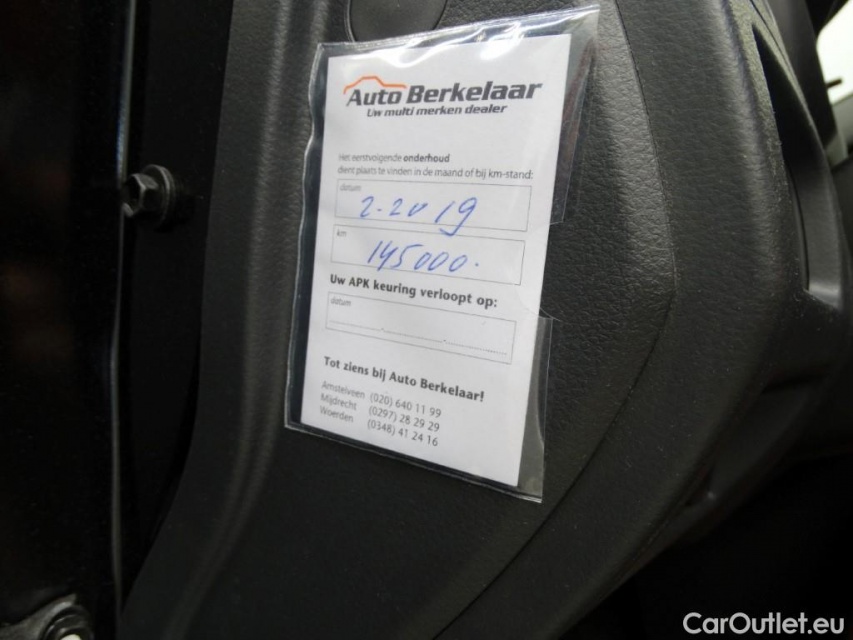 Auto Berkelaar
Uw multi merken dealer
Het eerstvolgende onderhoud
dient plaats te vinden in de maand of bij km-stand:
datum
2-2019
km
145000.
Uw APK keuring verloopt op:
datum
Tot ziens bij Auto Berkelaar!
Amstelveen (020) 640 11 99
Mijdrecht (0297) 28 29 29
Woerden (0348) 41 24 16
CarOutlet.eu